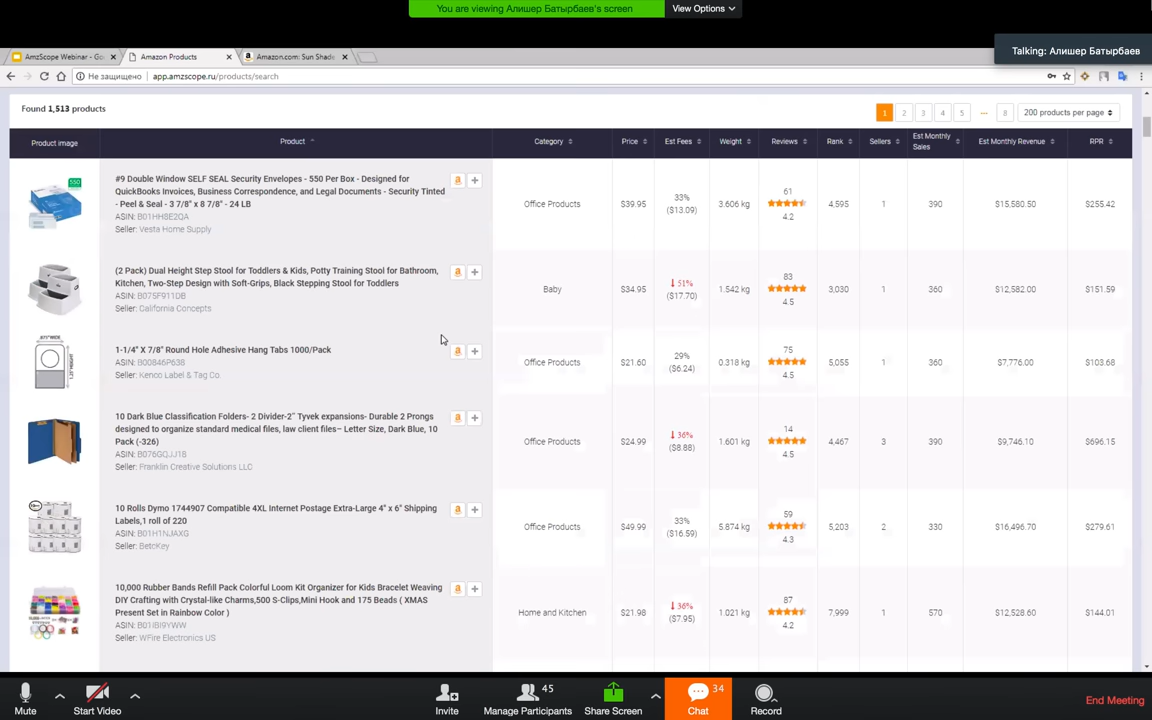 You are viewing Алишер Батырбаев's screen
View Options
Talking: Алишер Батырбаев
AmzScope Webinar - Go
Amazon Products
Amazon.com: Sun Shade
Не защищено
app.amzscope.ru/products/search
Found 1,513 products
1 2 3 4 5 ... 8 200 products per page
Product image Product Category Price Est Fees Weight Reviews Rank Sellers Est Monthly Sales Est Monthly Revenue RPR
550
#9 Double Window SELF SEAL Security Envelopes - 550 Per Box - Designed for
QuickBooks Invoices, Business Correspondence, and Legal Documents - Security Tinted
- Peel & Seal - 3 7/8" x 8 7/8" - 24 LB
ASIN: B01HH8E2QA
Seller: Vesta Home Supply
Office Products $39.95 33% ($13.09) 3.606 kg 61 4.2 4,595 1 390 $15,580.50 $255.42
(2 Pack) Dual Height Step Stool for Toddlers & Kids, Potty Training Stool for Bathroom,
Kitchen, Two-Step Design with Soft-Grips, Black Stepping Stool for Toddlers
ASIN: B075F911DB
Seller: California Concepts
Baby $34.95 ↓ 51% ($17.70) 1.542 kg 83 4.5 3,030 1 360 $12,582.00 $151.59
.875" WIDE
1.25" HEIGHT
1-1/4" X 7/8" Round Hole Adhesive Hang Tabs 1000/Pack
ASIN: B00846P638
Seller: Kenco Label & Tag Co.
Office Products $21.60 29% ($6.24) 0.318 kg 75 4.5 5,055 1 360 $7,776.00 $103.68
10 Dark Blue Classification Folders- 2 Divider-2" Tyvek expansions- Durable 2 Prongs
designed to organize standard medical files, law client files– Letter Size, Dark Blue, 10
Pack (-326)
ASIN: B076GQJJ18
Seller: Franklin Creative Solutions LLC
Office Products $24.99 ↓ 36% ($8.88) 1.601 kg 14 4.5 4,467 3 390 $9,746.10 $696.15
10 Rolls Dymo 1744907 Compatible 4XL Internet Postage Extra-Large 4" x 6" Shipping
Labels,1 roll of 220
ASIN: B01H1NJAXG
Seller: BetcKey
Office Products $49.99 33% ($16.59) 5.874 kg 59 4.3 5,203 2 330 $16,496.70 $279.61
10,000 Rubber Bands Refill Pack Colorful Loom Kit Organizer for Kids Bracelet Weaving
DIY Crafting with Crystal-like Charms,500 S-Clips,Mini Hook and 175 Beads ( XMAS
Present Set in Rainbow Color )
ASIN: B01IBI9YWW
Seller: WFire Electronics US
Home and Kitchen $21.98 ↓ 36% ($7.95) 1.021 kg 87 4.2 7,999 1 570 $12,528.60 $144.01
Mute
Start Video
Invite
45
Manage Participants
Share Screen
34
Chat
Record
End Meeting